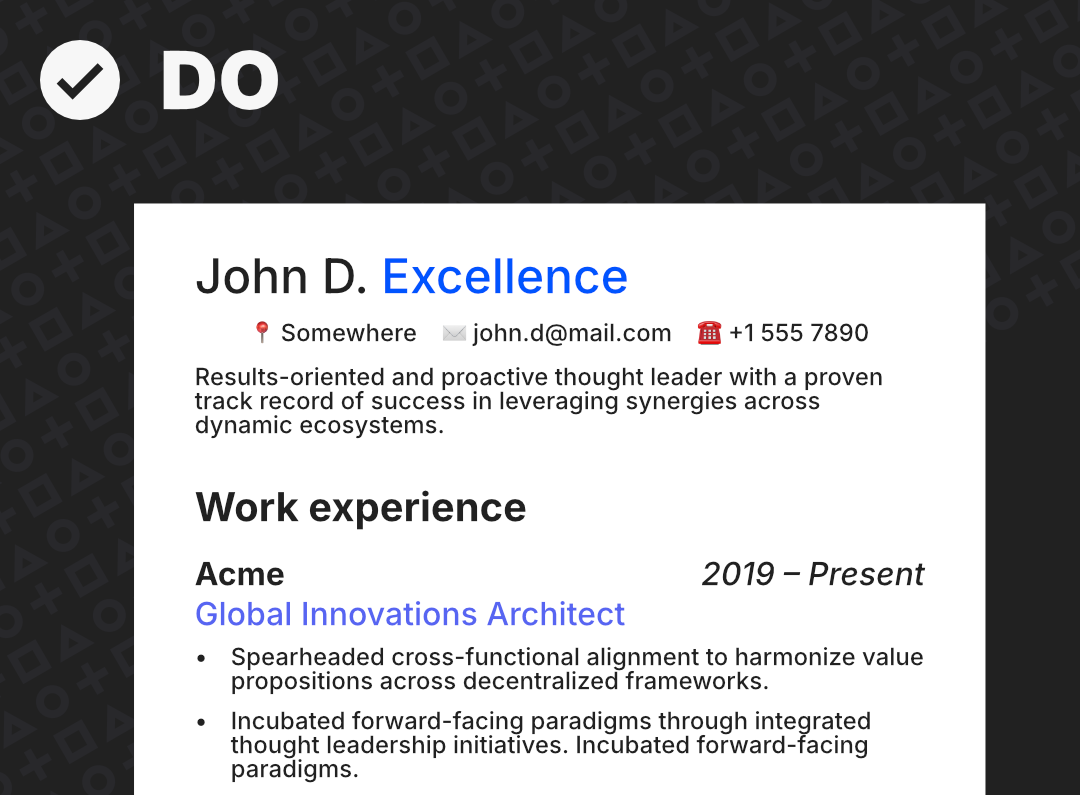 DO
John D. Excellence
📍 Somewhere ✉️ john.d@mail.com ☎️ +1 555 7890
Results-oriented and proactive thought leader with a proven
track record of success in leveraging synergies across
dynamic ecosystems.
Work experience
Acme 2019 – Present
Global Innovations Architect
• Spearheaded cross-functional alignment to harmonize value
propositions across decentralized frameworks.
• Incubated forward-facing paradigms through integrated
thought leadership initiatives. Incubated forward-facing
paradigms.